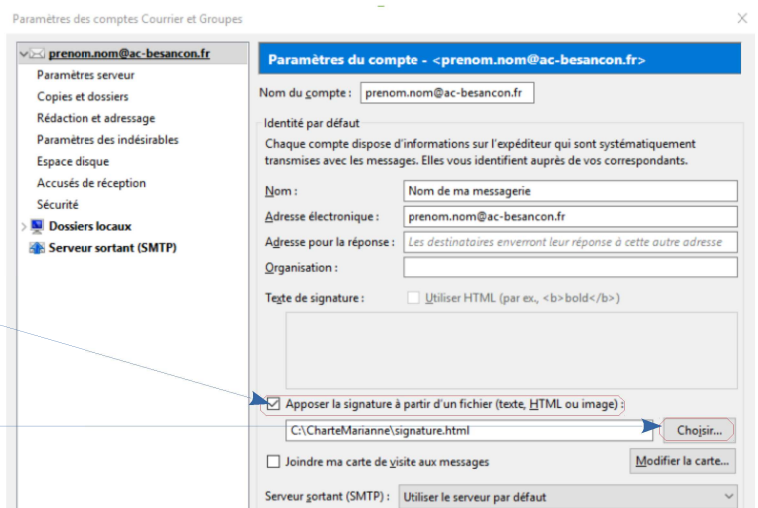 Paramètres des comptes Courrier et Groupes
prenom.nom@ac-besancon.fr
Paramètres serveur
Copies et dossiers
Rédaction et adressage
Paramètres des indésirables
Espace disque
Accusés de réception
Sécurité
Dossiers locaux
Serveur sortant (SMTP)
Paramètres du compte - <prenom.nom@ac-besancon.fr>
Nom du compte : prenom.nom@ac-besancon.fr
Identité par défaut
Chaque compte dispose d'informations sur l'expéditeur qui sont systématiquement
transmises avec les messages. Elles vous identifient auprès de vos correspondants.
Nom : Nom de ma messagerie
Adresse électronique : prenom.nom@ac-besancon.fr
Adresse pour la réponse : Les destinataires enverront leur réponse à cette autre adresse
Organisation :
Texte de signature : Utiliser HTML (par ex., <b>bold</b>)
Apposer la signature à partir d'un fichier (texte, HTML ou image) :
C:\CharteMarianne\signature.html Choisir...
Joindre ma carte de visite aux messages Modifier la carte...
Serveur sortant (SMTP) : Utiliser le serveur par défaut